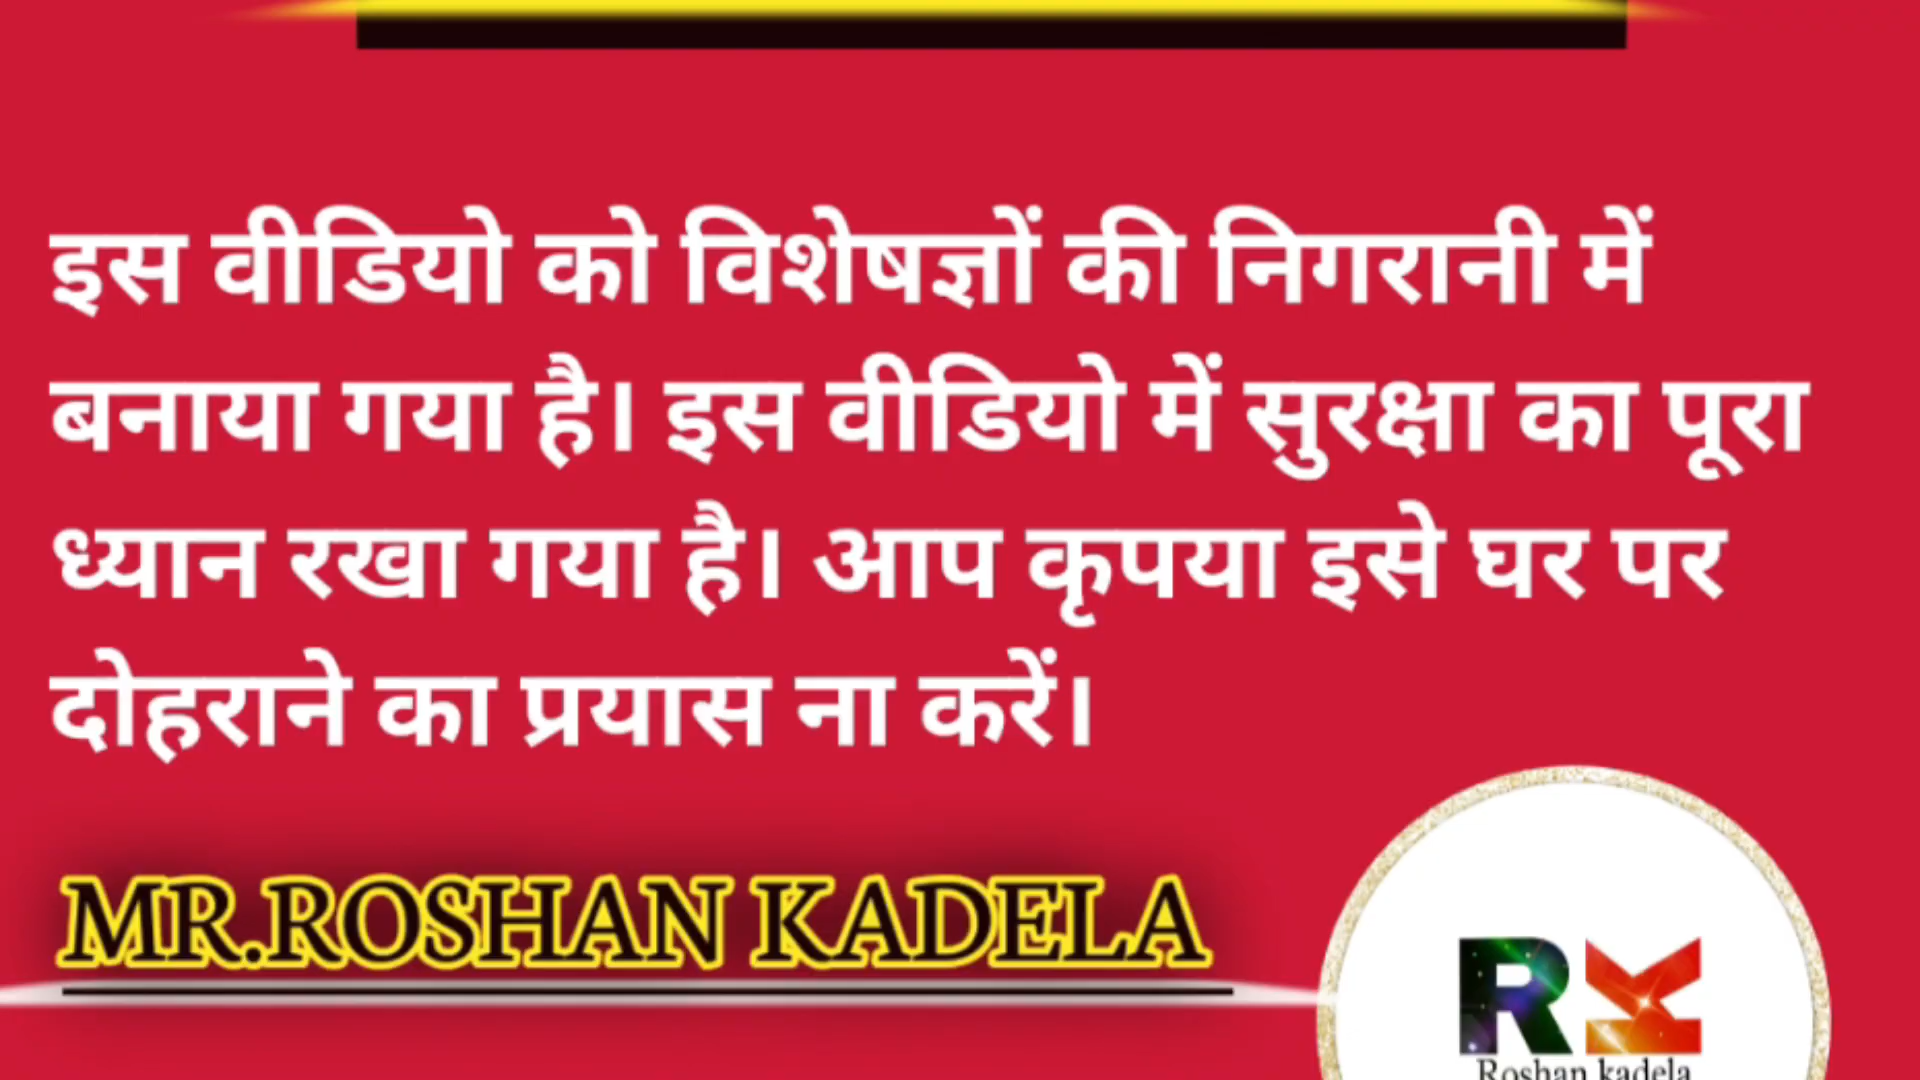 इस वीडियो को विशेषज्ञों की निगरानी में
बनाया गया है। इस वीडियो में सुरक्षा का पूरा
ध्यान रखा गया है। आप कृपया इसे घर पर
दोहराने का प्रयास ना करें।
MR.ROSHAN KADELA
RK
Roshan kadela